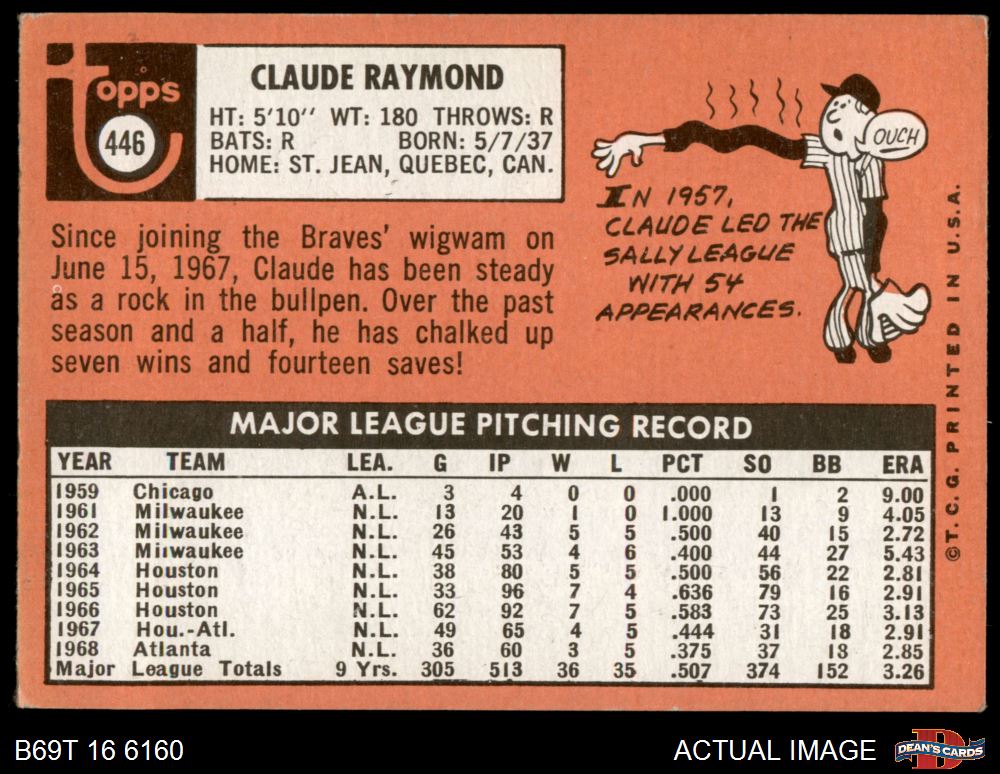 topps
446
CLAUDE RAYMOND
HT: 5'10" WT: 180 THROWS: R
BATS: R BORN: 5/7/37
HOME: ST. JEAN, QUEBEC, CAN.
Since joining the Braves' wigwam on
June 15, 1967, Claude has been steady
as a rock in the bullpen. Over the past
season and a half, he has chalked up
seven wins and fourteen saves!
OUCH
IN 1957,
CLAUDE LED THE
SALLY LEAGUE
WITH 54
APPEARANCES.
©T. C. G. PRINTED IN U.S.A.
MAJOR LEAGUE PITCHING RECORD
YEAR TEAM LEA. G IP W L PCT SO BB ERA
1959 Chicago A.L. 3 4 0 0 .000 1 2 9.00
1961 Milwaukee N.L. 13 20 1 0 1.000 13 9 4.05
1962 Milwaukee N.L. 26 43 5 5 .500 40 15 2.72
1963 Milwaukee N.L. 45 53 4 6 .400 44 27 5.43
1964 Houston N.L. 38 80 5 5 .500 56 22 2.81
1965 Houston N.L. 33 96 7 4 .636 79 16 2.91
1966 Houston N.L. 62 92 7 5 .583 73 25 3.13
1967 Hou.-Atl. N.L. 49 65 4 5 .444 31 18 2.91
1968 Atlanta N.L. 36 60 3 5 .375 37 18 2.85
Major League Totals 9 Yrs. 305 513 36 35 .507 374 152 3.26
B69T 16 6160
ACTUAL IMAGE
DEAN'S CARDS